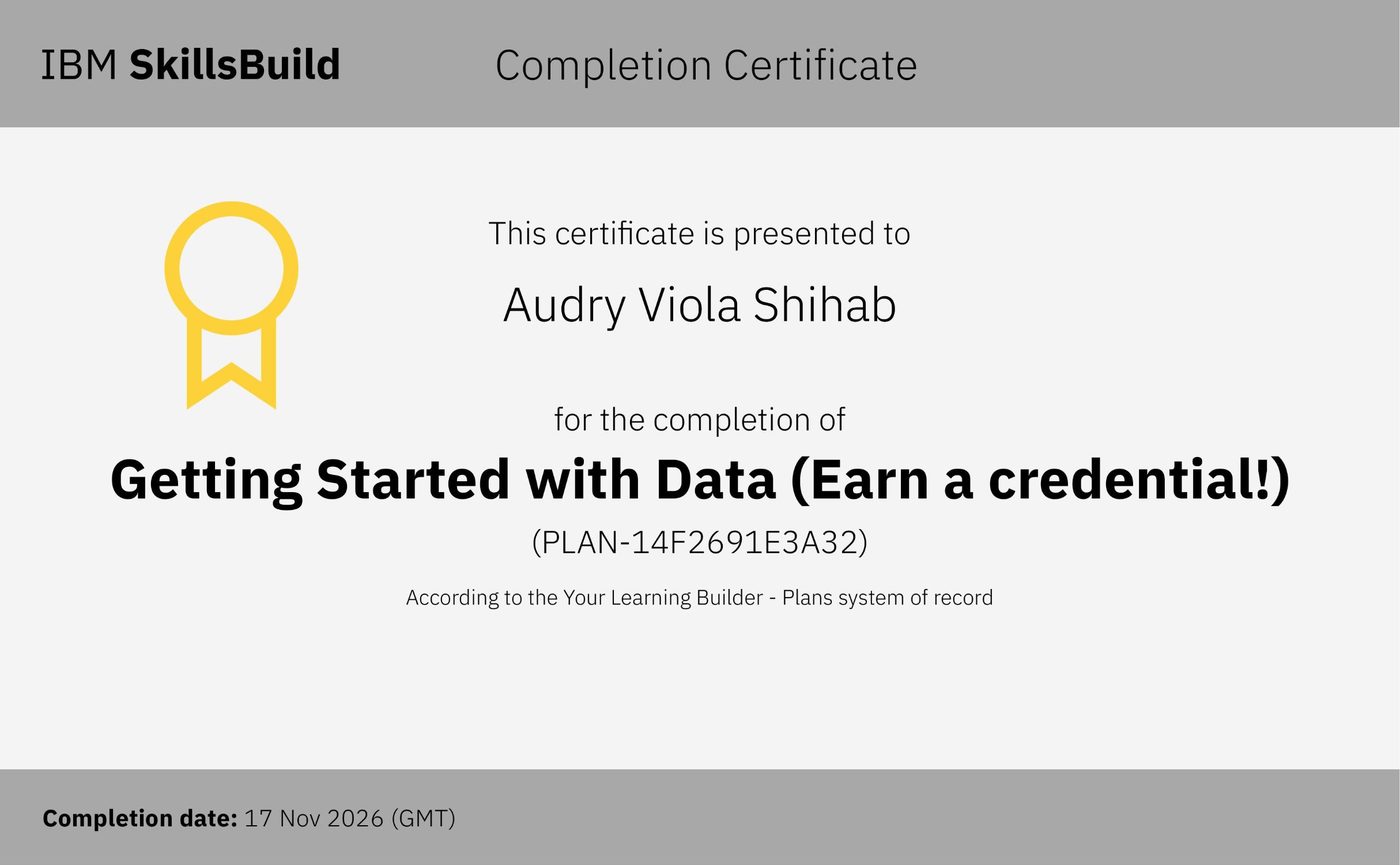 IBM SkillsBuild
Completion Certificate
This certificate is presented to
Audry Viola Shihab
for the completion of
Getting Started with Data (Earn a credential!)
(PLAN-14F2691E3A32)
According to the Your Learning Builder - Plans system of record
Completion date: 17 Nov 2026 (GMT)